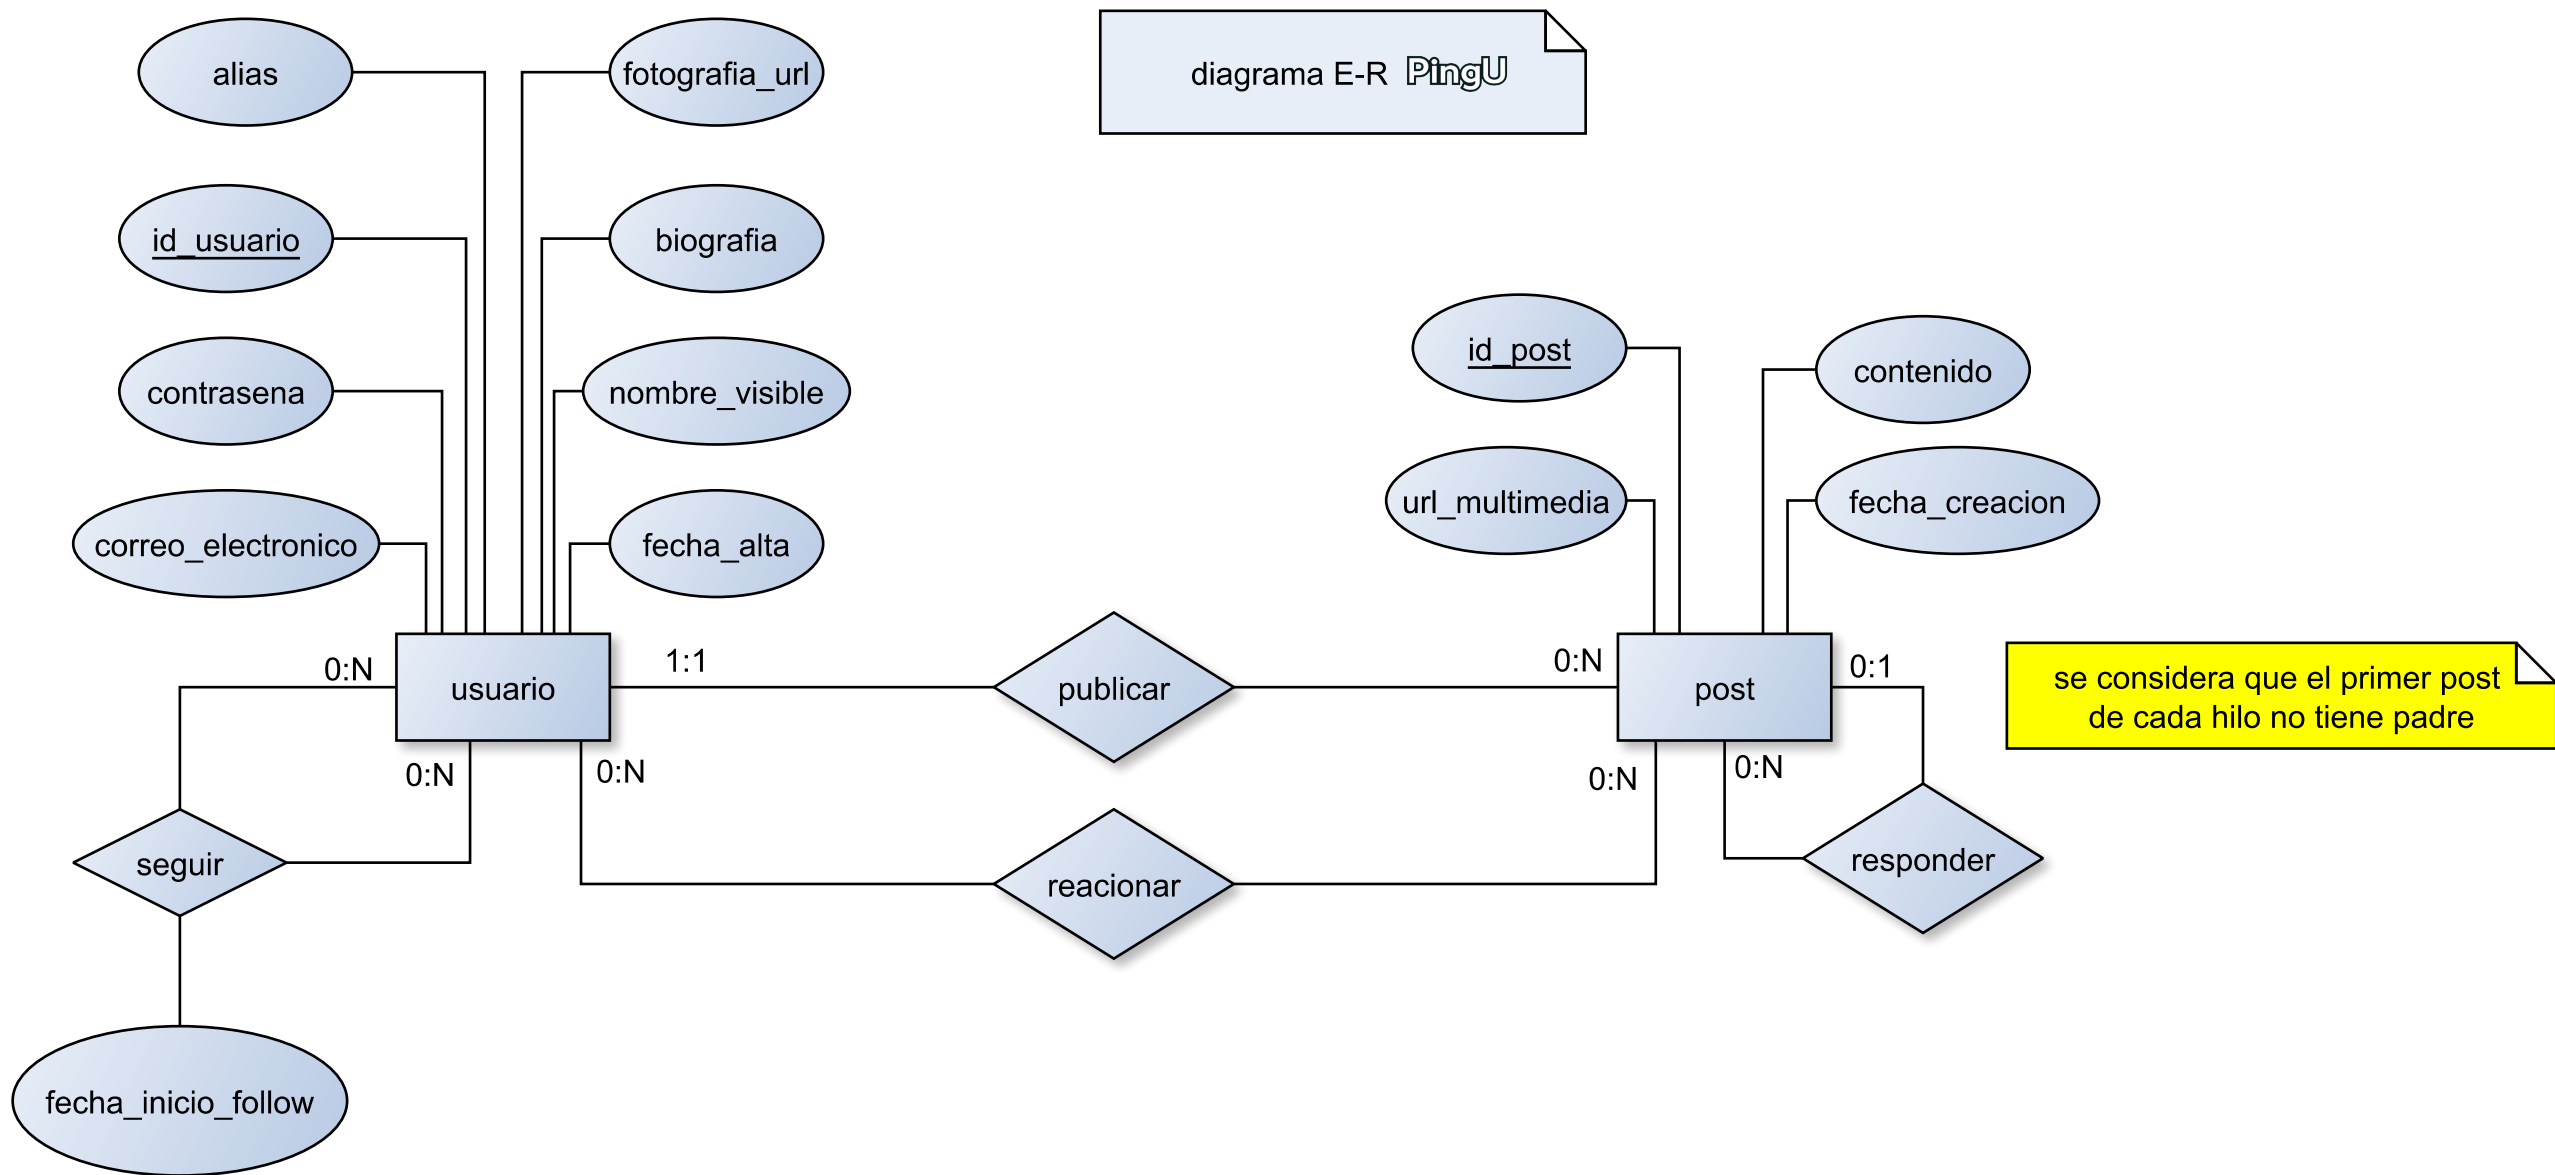 alias
fotografia_url
diagrama E-R PingU
id_usuario
biografia
id_post
contenido
contrasena
nombre_visible
url_multimedia
fecha_creacion
correo_electronico
fecha_alta
0:N
usuario
1:1
publicar
0:N
post
0:1
se considera que el primer post
de cada hilo no tiene padre
0:N
0:N
0:N
0:N
seguir
reacionar
responder
fecha_inicio_follow